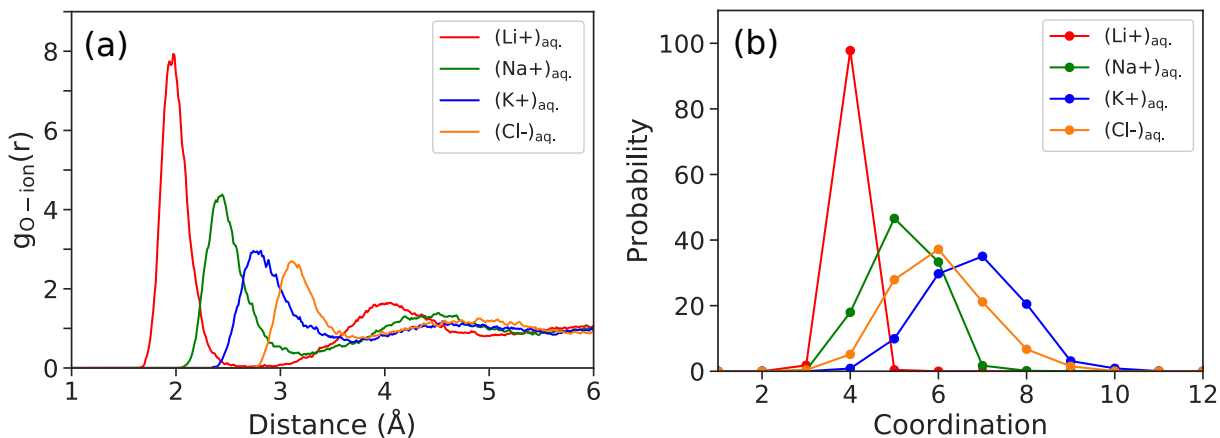 (a)
8
6
4
2
0
1
2
3
4
5
6
Distance (Å)
gO−ion(r)
(Li+)aq.
(Na+)aq.
(K+)aq.
(Cl-)aq.
(b)
100
80
60
40
20
0
2
4
6
8
10
12
Coordination
Probability
(Li+)aq.
(Na+)aq.
(K+)aq.
(Cl-)aq.